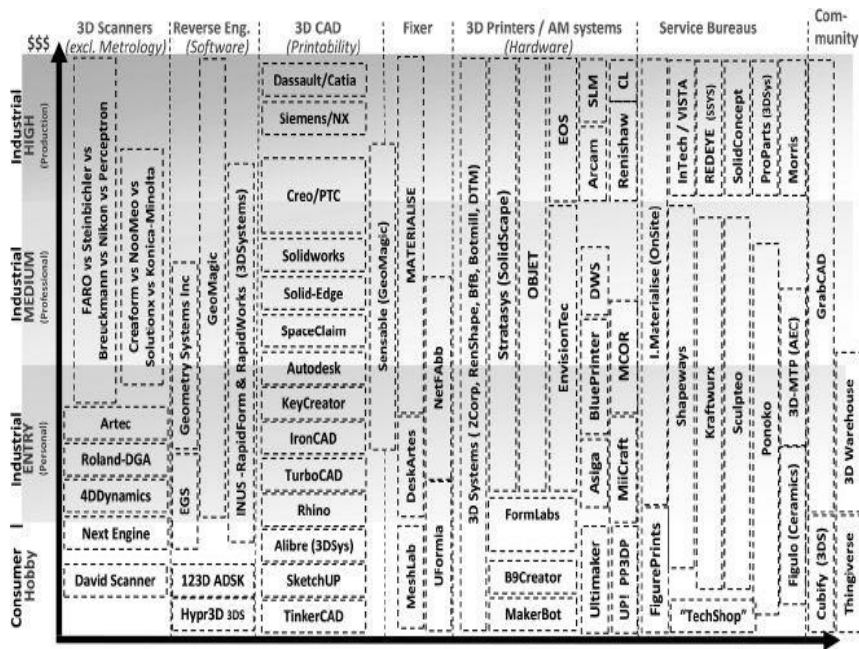 3D Scanners
(excl. Metrology)
Reverse Eng.
(Software)
3D CAD
(Printability)
Fixer
3D Printers / AM systems
(Hardware)
Service Bureaus
Com-
munity
$$$
Industrial
HIGH
(Production)
Industrial
MEDIUM
(Professional)
Industrial
ENTRY
(Personal)
Consumer
Hobby
FARO vs Steinbichler vs
Breuckmann vs Nikon vs Perceptron
Creaform vs NooMeo vs
Solutionx vs Konica-Minolta
Artec
Roland-DGA
4DDynamics
Next Engine
David Scanner
Geometry Systems Inc
EGS
GeoMagic
INUS -RapidForm & RapidWorks (3DSystems)
123D ADSK
Hypr3D 3DS
Dassault/Catia
Siemens/NX
Creo/PTC
Solidworks
Solid-Edge
SpaceClaim
Autodesk
KeyCreator
IronCAD
TurboCAD
Rhino
Alibre (3DSys)
SketchUP
TinkerCAD
Sensable (GeoMagic)
MATERIALISE
DeskArtes
MeshLab
NetFAbb
UFormia
3D Systems ( ZCorp, RenShape, BfB, Botmill, DTM)
Stratasys (SolidScape)
OBJET
EOS
EnvisionTec
FormLabs
B9Creator
MakerBot
SLM
Arcam
DWS
BluePrinter
Asiga
Ultimaker
CL
Renishaw
MCOR
MiiCraft
UP! PP3DP
I.Materialise (OnSite)
FigurePrints
InTech / VISTA
REDEYE (SSYS)
SolidConcept
ProParts (3DSys)
Morris
Shapeways
Kraftwurx
Sculpteo
Ponoko
3D-MTP (AEC)
Figulo (Ceramics)
"TechShop"
GrabCAD
Cubify (3DS)
3D Warehouse
Thingiverse